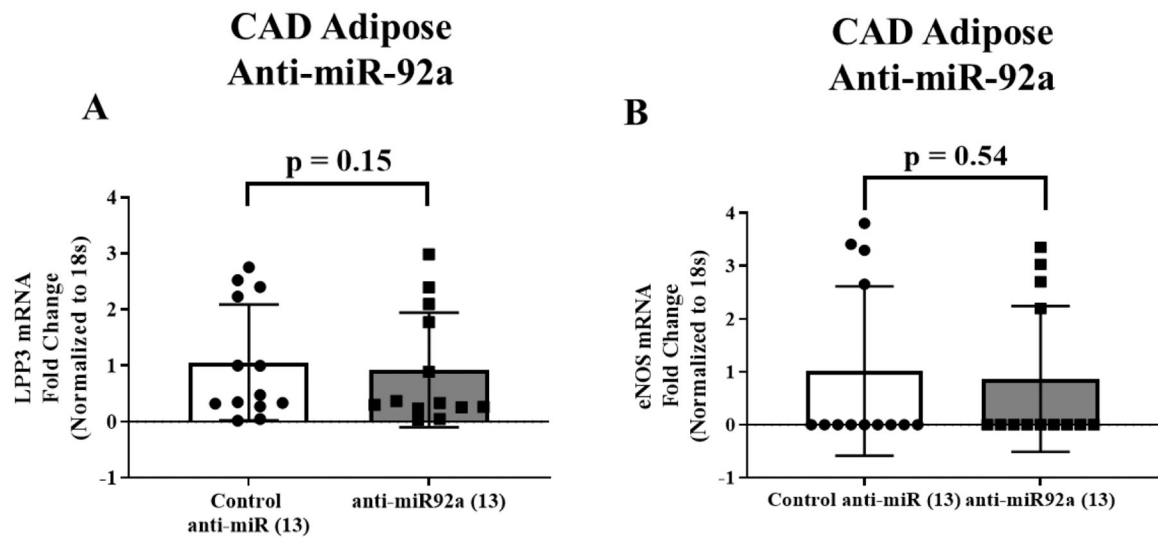 CAD Adipose
Anti-miR-92a
A
p = 0.15
LPP3 mRNA
Fold Change
(Normalized to 18s)
4
3
2
1
0
-1
Control
anti-miR (13)
anti-miR92a (13)
CAD Adipose
Anti-miR-92a
B
p = 0.54
eNOS mRNA
Fold Change
(Normalized to 18s)
4
3
2
1
0
-1
Control anti-miR (13)
anti-miR92a (13)